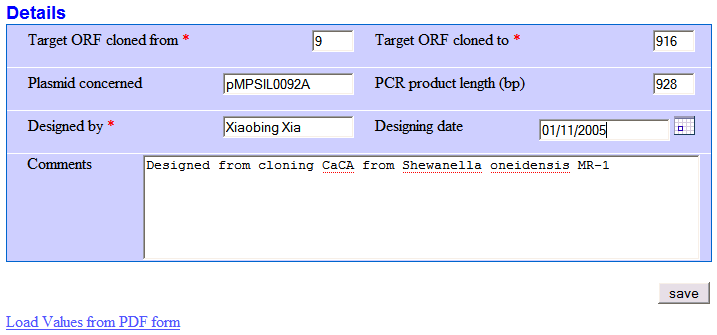 Details
Target ORF cloned from * 9 Target ORF cloned to * 916
Plasmid concerned pMPSIL0092A PCR product length (bp) 928
Designed by * Xiaobing Xia Designing date 01/11/2005
Comments Designed from cloning CaCA from Shewanella oneidensis MR-1
save
Load Values from PDF form